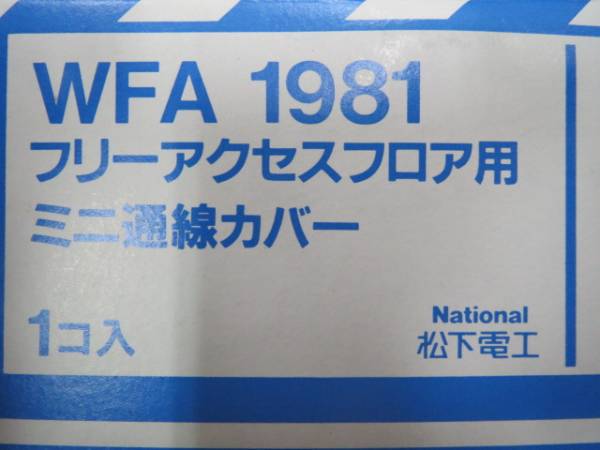 WFA 1981
フリーアクセスフロア用
ミニ通線カバー
1コ入
National
松下電工